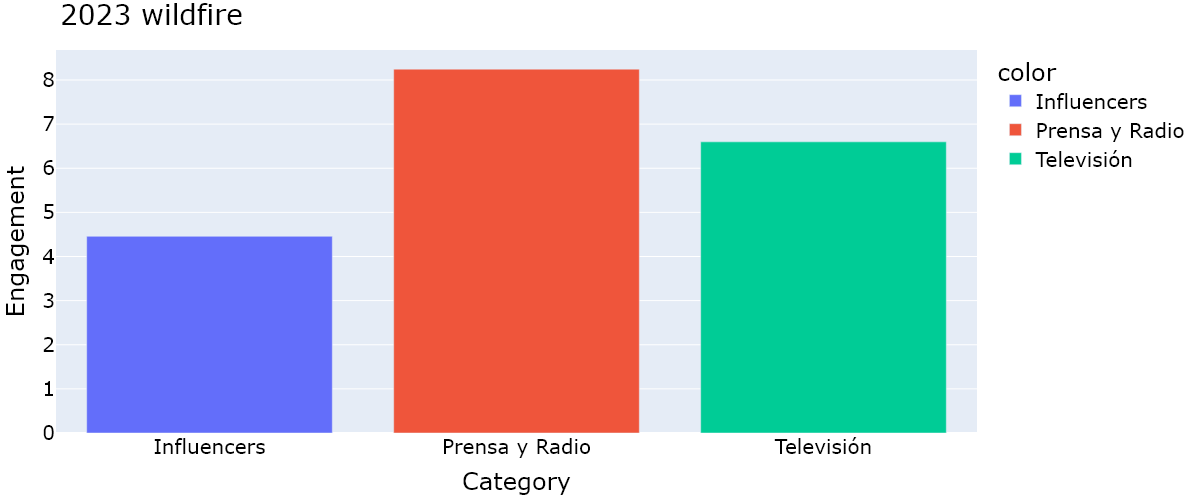 2023 wildfire
Engagement
8
7
6
5
4
3
2
1
0
Influencers
Prensa y Radio
Televisión
Category
color
Influencers
Prensa y Radio
Televisión